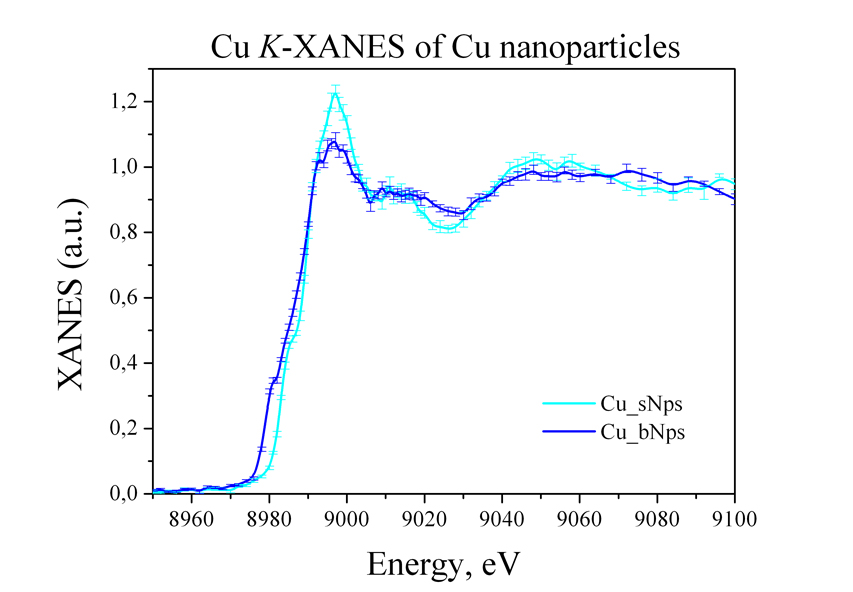 Cu K-XANES of Cu nanoparticles
XANES (a.u.)
1,2
1,0
0,8
0,6
0,4
0,2
0,0
Cu_sNps
Cu_bNps
8960 8980 9000 9020 9040 9060 9080 9100
Energy, eV